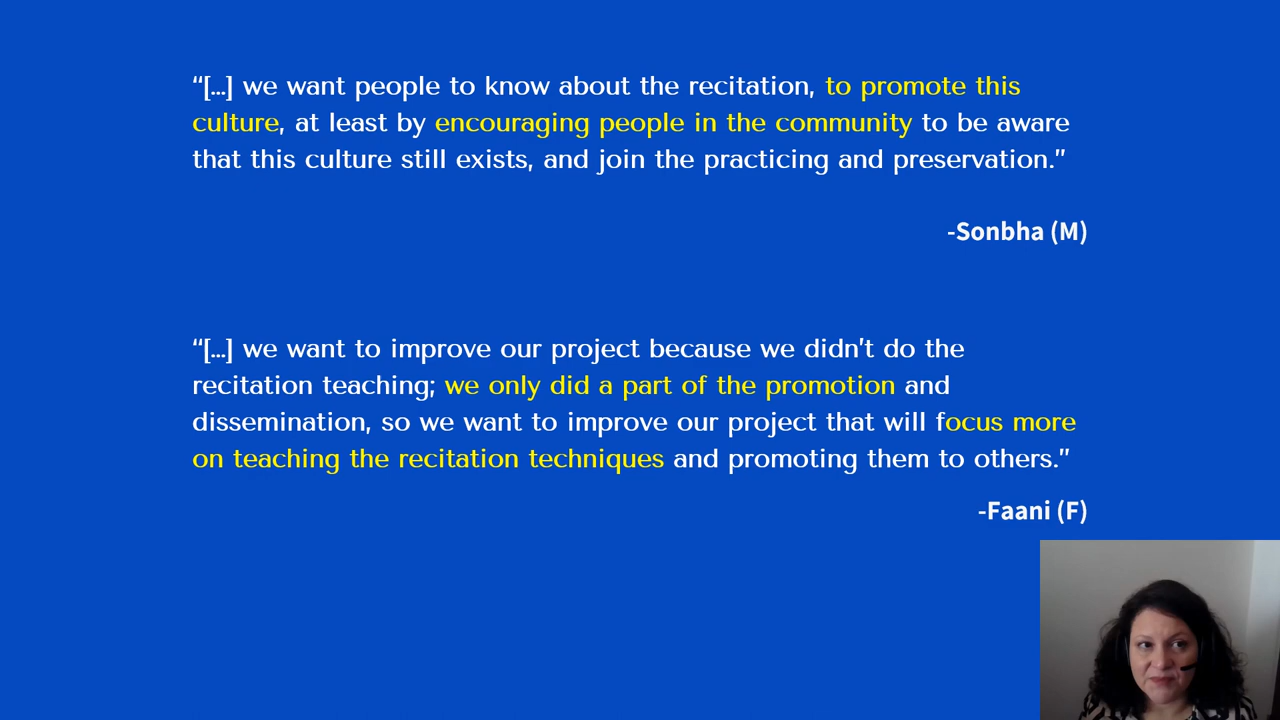 “[...] we want people to know about the recitation, to promote this
culture, at least by encouraging people in the community to be aware
that this culture still exists, and join the practicing and preservation.”
-Sonbha (M)
“[...] we want to improve our project because we didn’t do the
recitation teaching; we only did a part of the promotion and
dissemination, so we want to improve our project that will focus more
on teaching the recitation techniques and promoting them to others.”
-Faani (F)